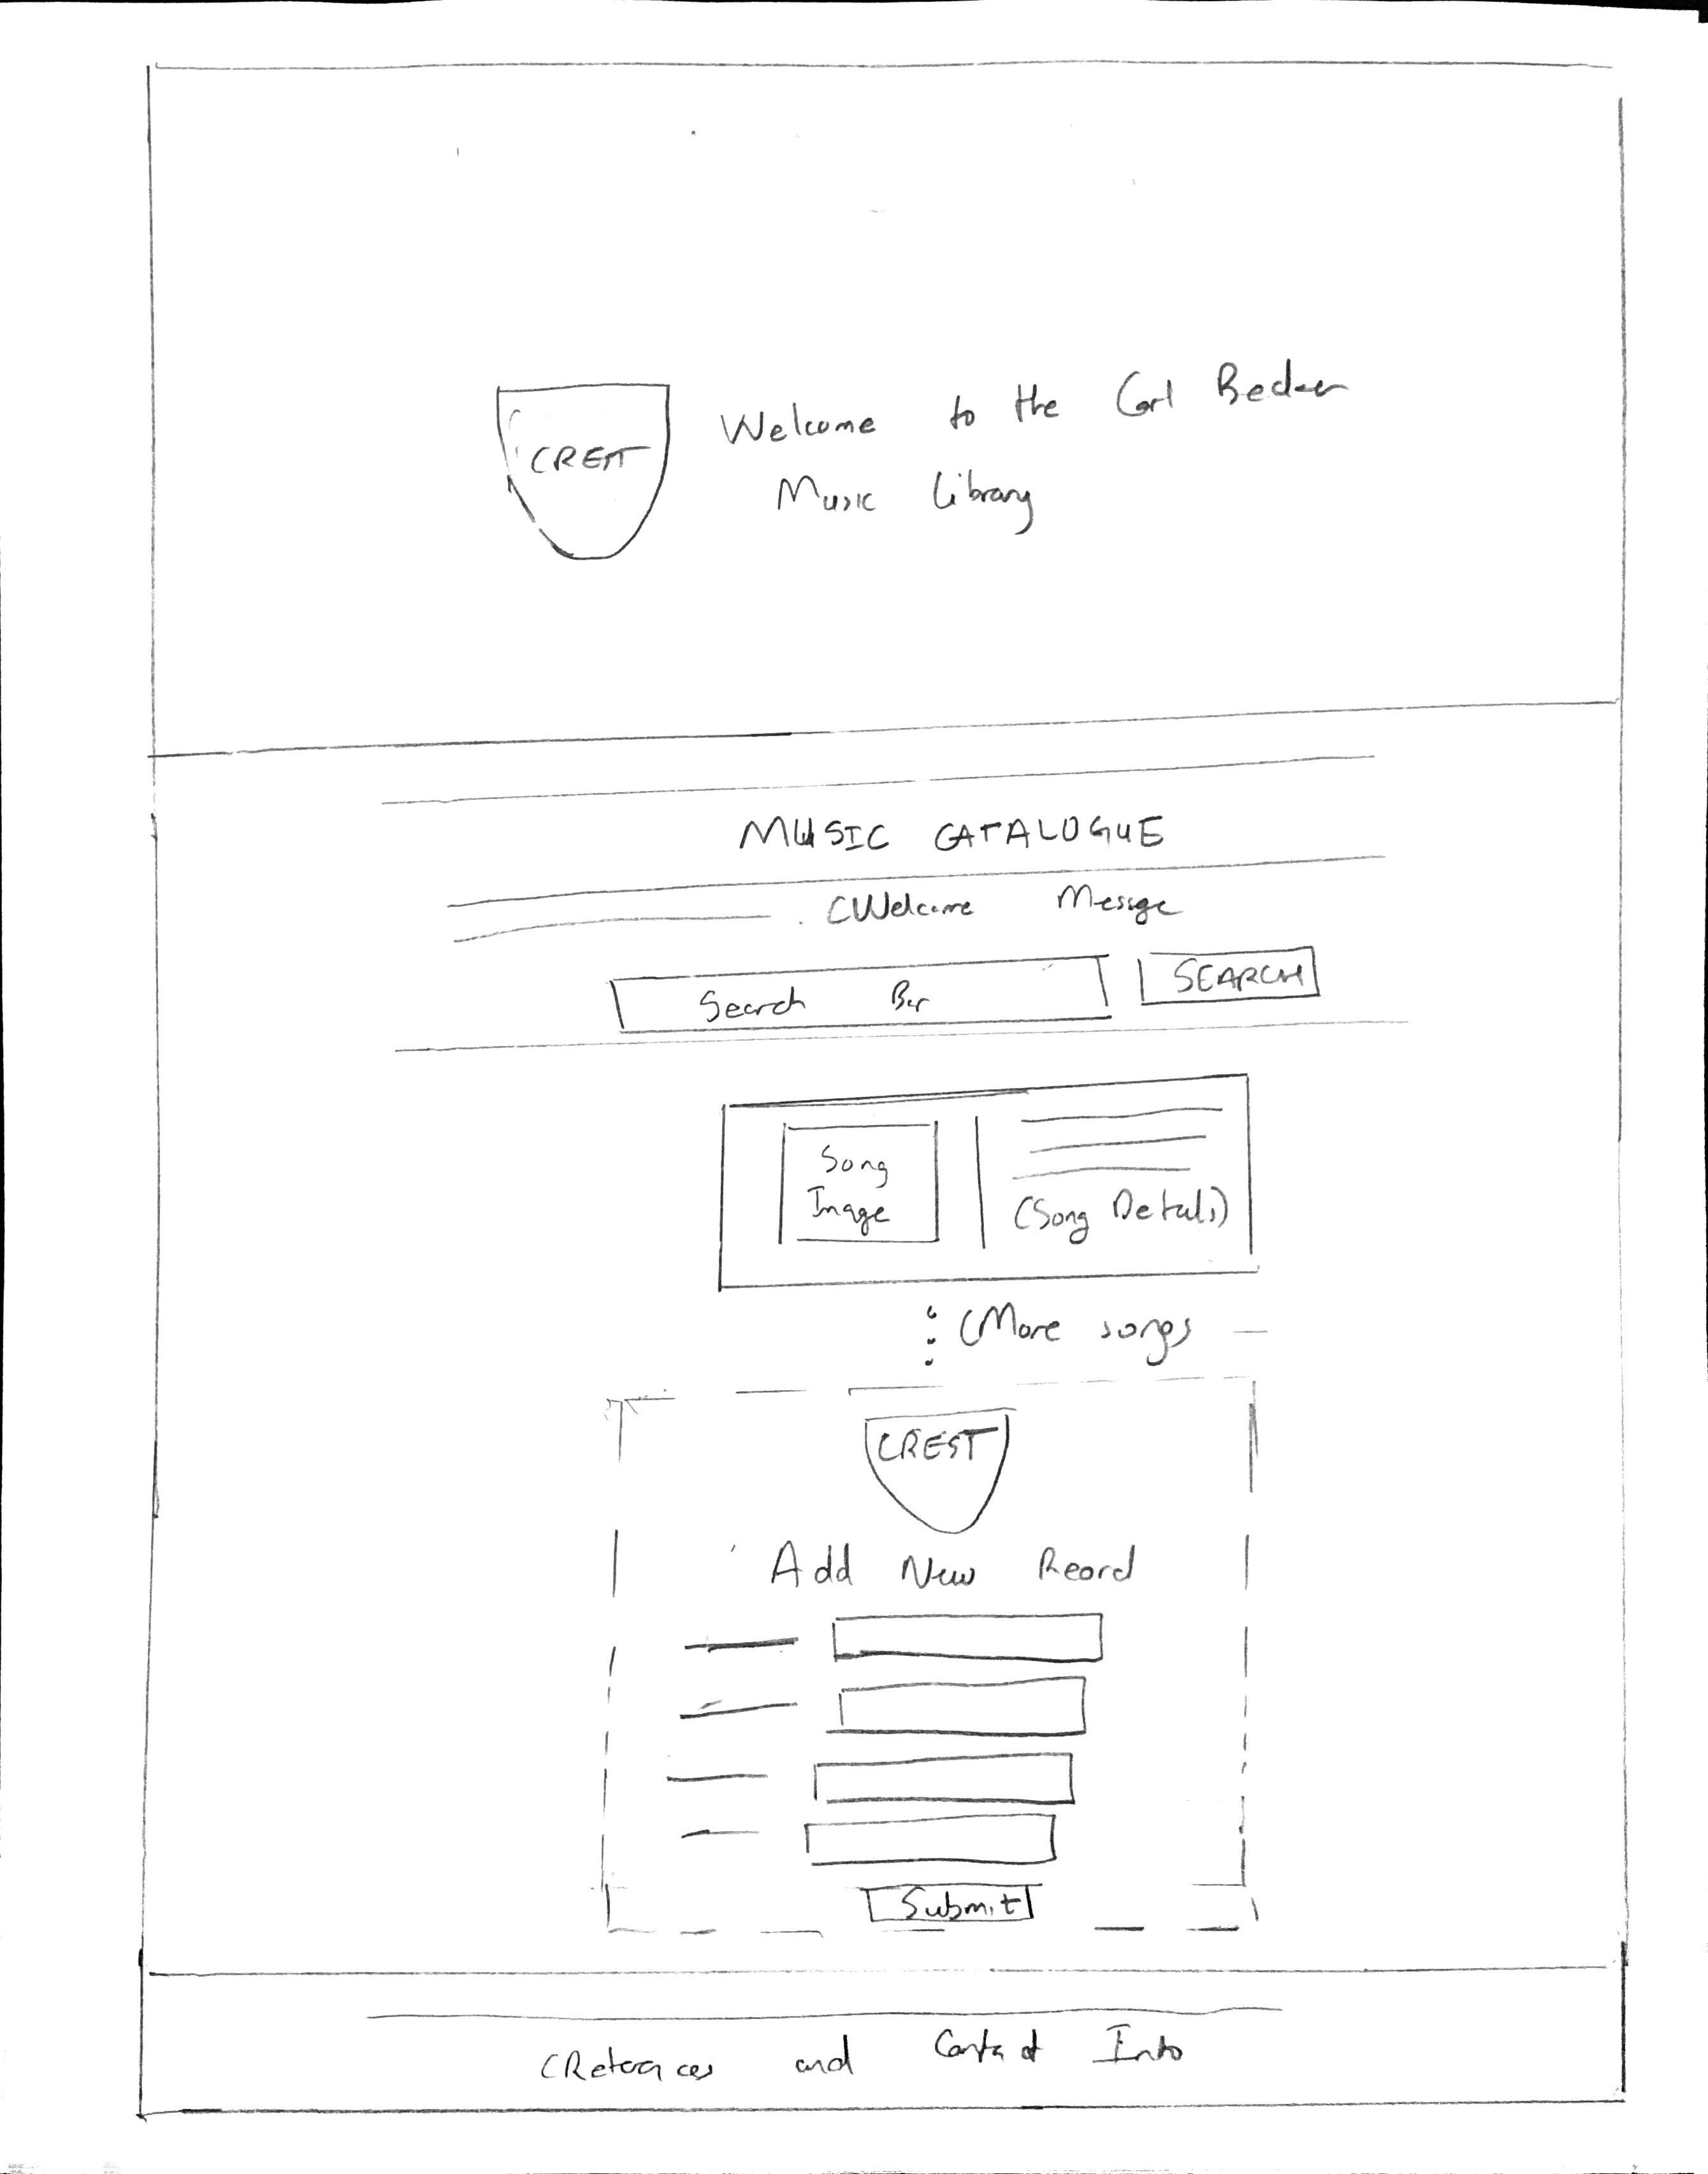 CREST
Welcome to the Carl Becker
Music Library
MUSIC CATALOGUE
(Welcome Message
Search Bar
SEARCH
Song
Image
(Song Details)
(More songs
CREST
Add New Reord
Submit
(References and Contact Info